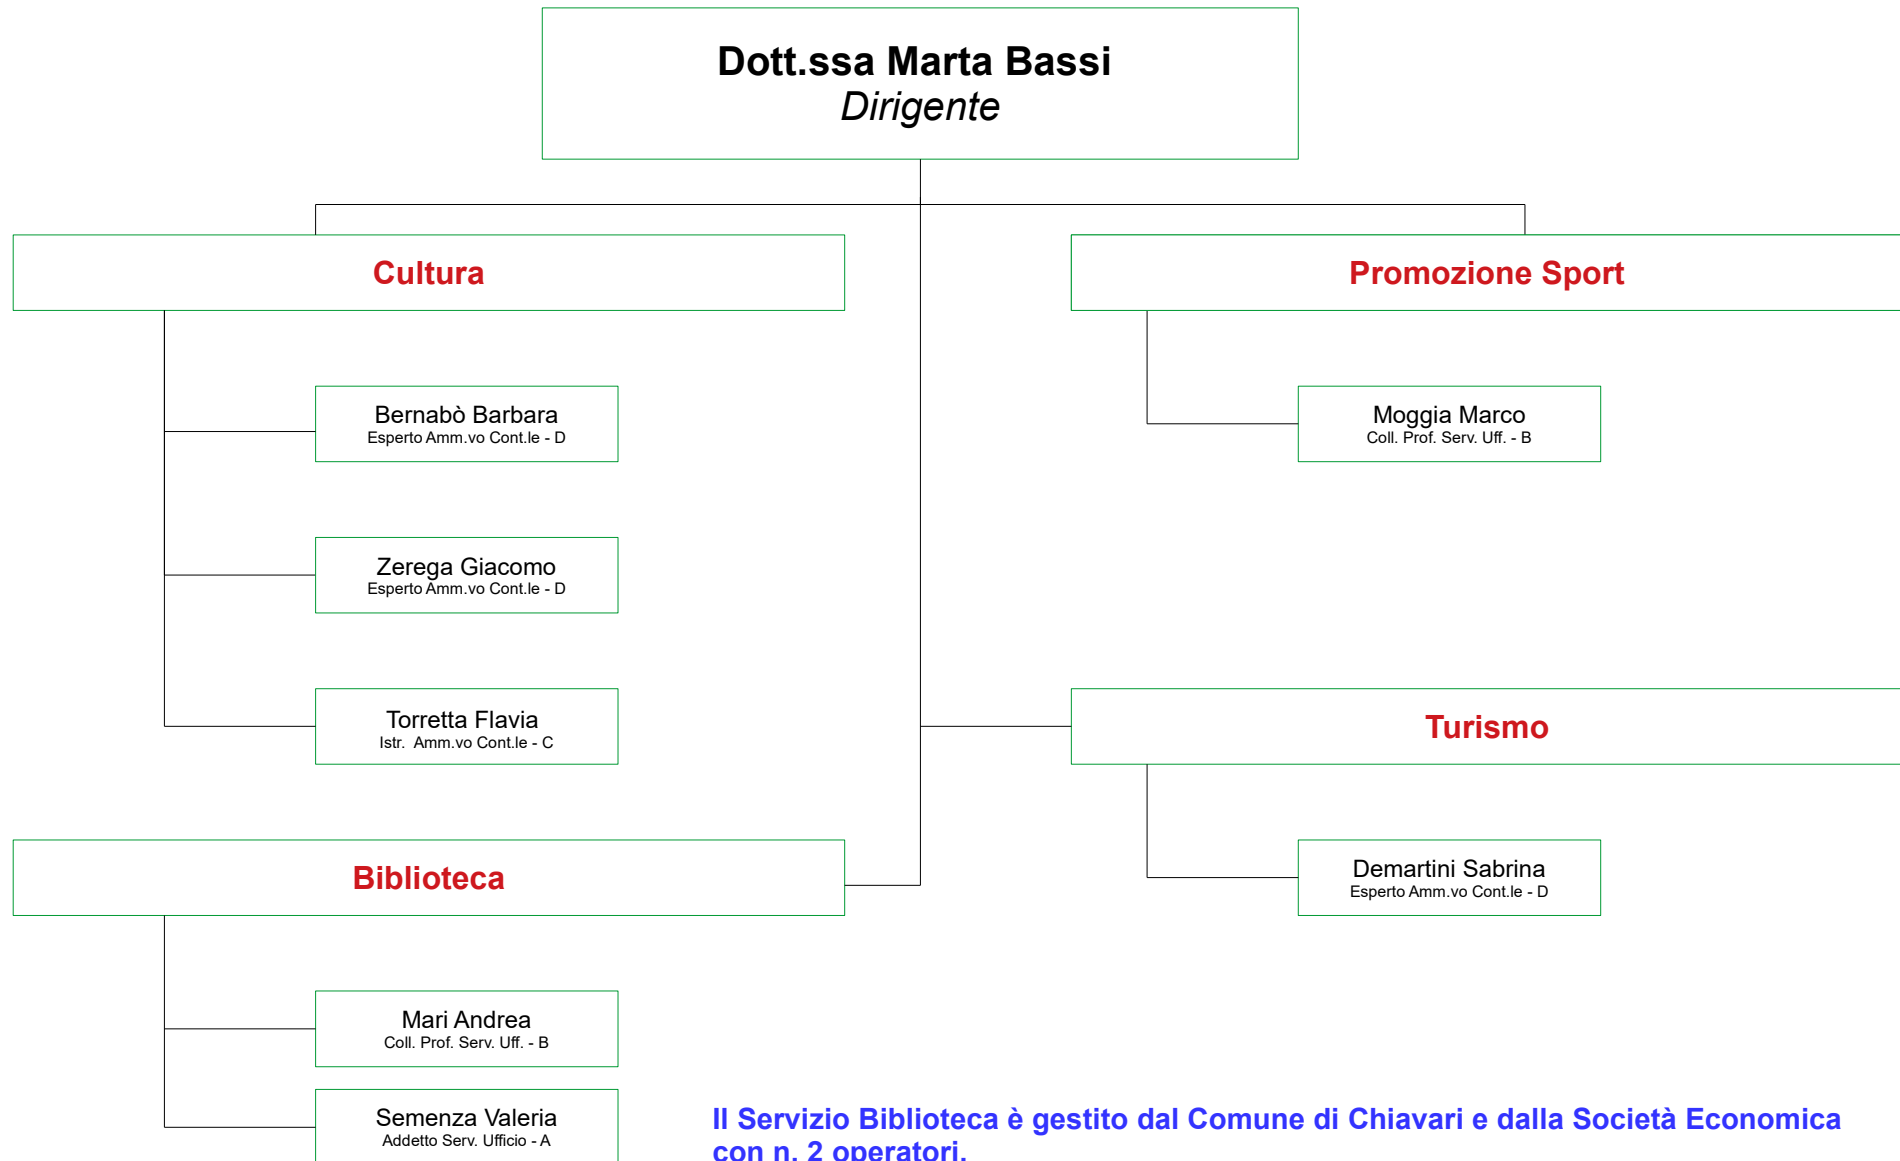 Dott.ssa Marta Bassi
Dirigente
Cultura
Promozione Sport
Bernabò Barbara
Esperto Amm.vo Cont.le - D
Moggia Marco
Coll. Prof. Serv. Uff. - B
Zerega Giacomo
Esperto Amm.vo Cont.le - D
Torretta Flavia
Istr. Amm.vo Cont.le - C
Turismo
Biblioteca
Demartini Sabrina
Esperto Amm.vo Cont.le - D
Mari Andrea
Coll. Prof. Serv. Uff. - B
Semenza Valeria
Addetto Serv. Ufficio - A
Il Servizio Biblioteca è gestito dal Comune di Chiavari e dalla Società Economica
con n. 2 operatori.